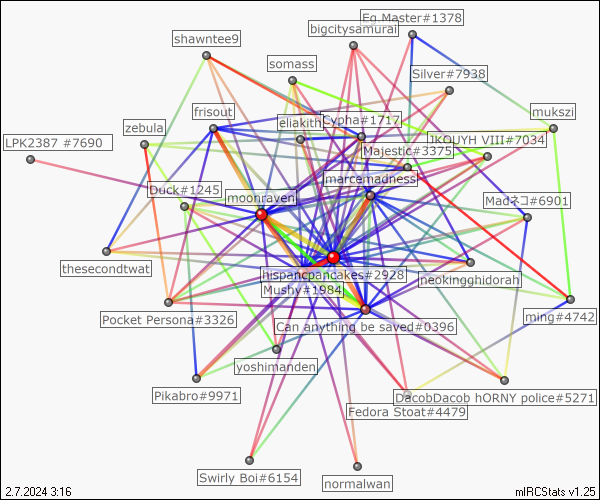 Eg.Master#1378
bigcitysamurai
shawntee9
somass
Silver#7938
frisout
mukszi
eliakith
Cypha#1717
zebula
JKOUYH VIII#7034
LPK2387 #7690
Majestic#3375
marcemadness
Duck#1245
moonraven
Madネコ#6901
thesecondtwat
hispancpancakes#2928
neokingghidorah
Mushy#1984
Pocket Persona#3326
ming#4742
Can anything be saved#0396
yoshimanden
Pikabro#9971
DacobDacob hORNY police#5271
Fedora Stoat#4479
Swirly Boi#6154
normalwan
2.7.2024 3:16
mIRCStats v1.25